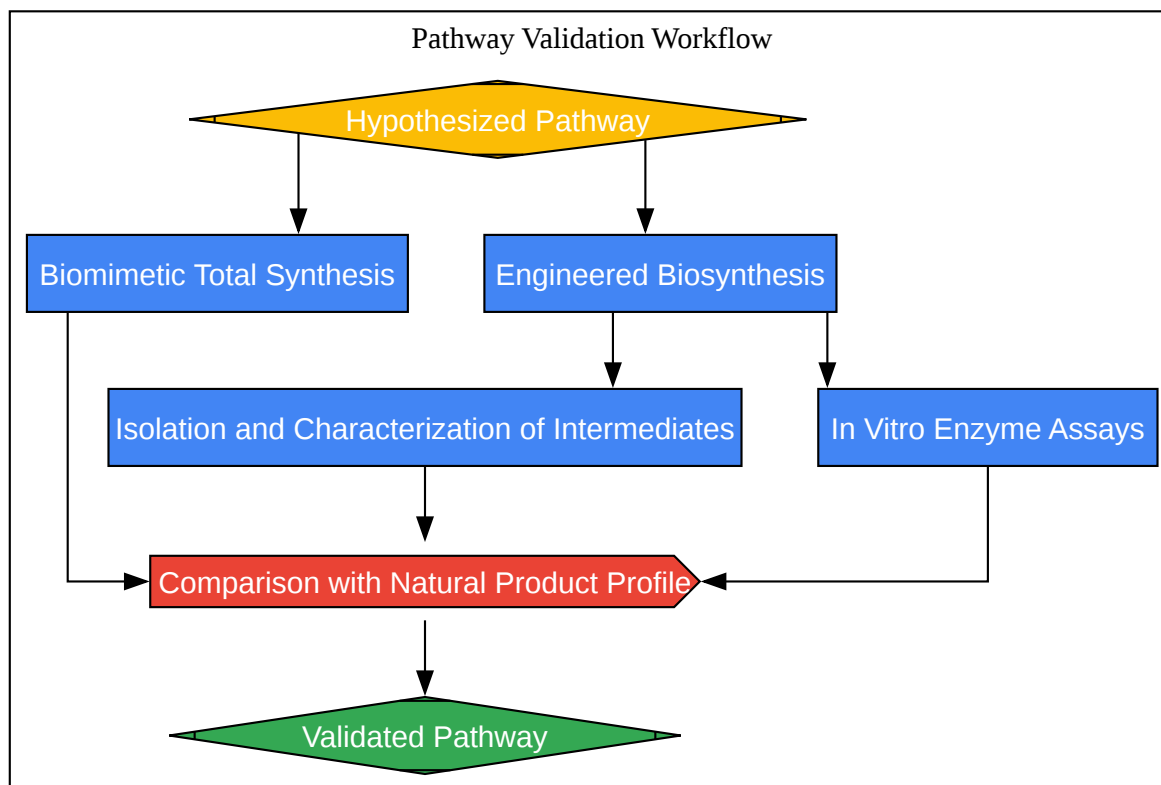 Pathway Validation Workflow
Hypothesized Pathway
Biomimetic Total Synthesis
Engineered Biosynthesis
Isolation and Characterization of Intermediates
In Vitro Enzyme Assays
Comparison with Natural Product Profile
Validated Pathway